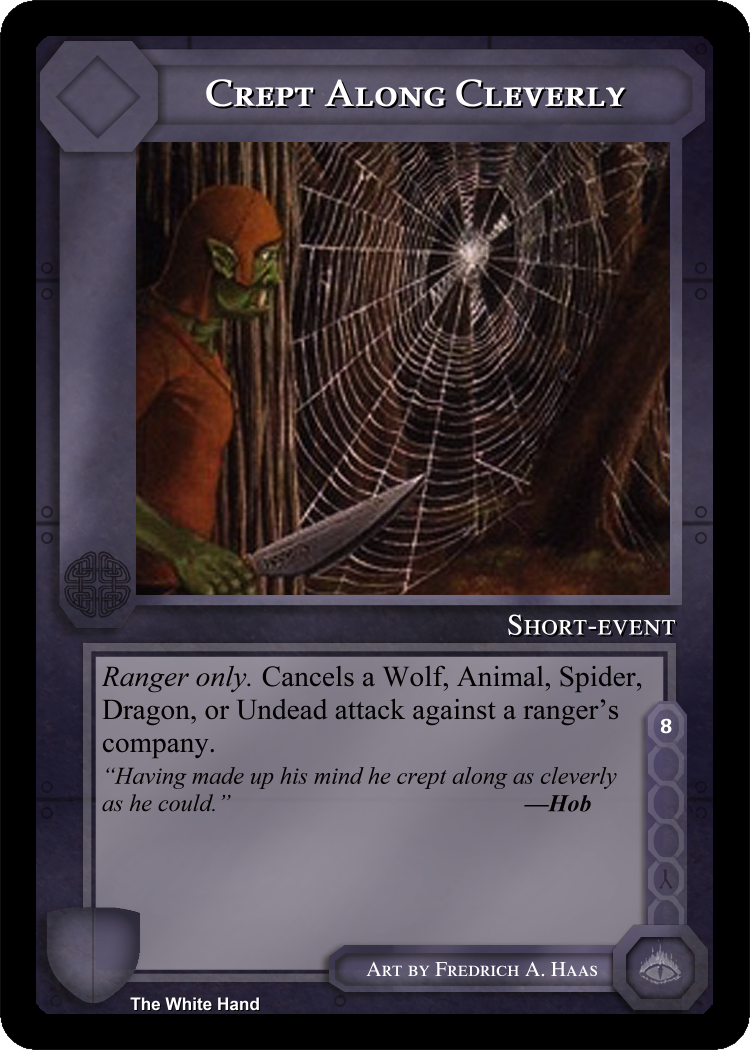 Crept Along Cleverly
Short-event
Ranger only. Cancels a Wolf, Animal, Spider,
Dragon, or Undead attack against a ranger's
company.
“Having made up his mind he crept along as cleverly
as he could.” —Hob
8
Art by Fredrich A. Haas
The White Hand